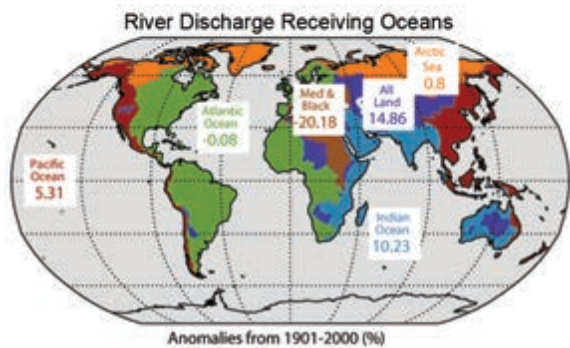 River Discharge Receiving Oceans
Arctic
Sea
0.8
Med &
Black
-20.18
All
Land
14.86
Atlantic
Ocean
-0.08
Pacific
Ocean
5.31
Indian
Ocean
10.23
Anomalies from 1901-2000 (%)